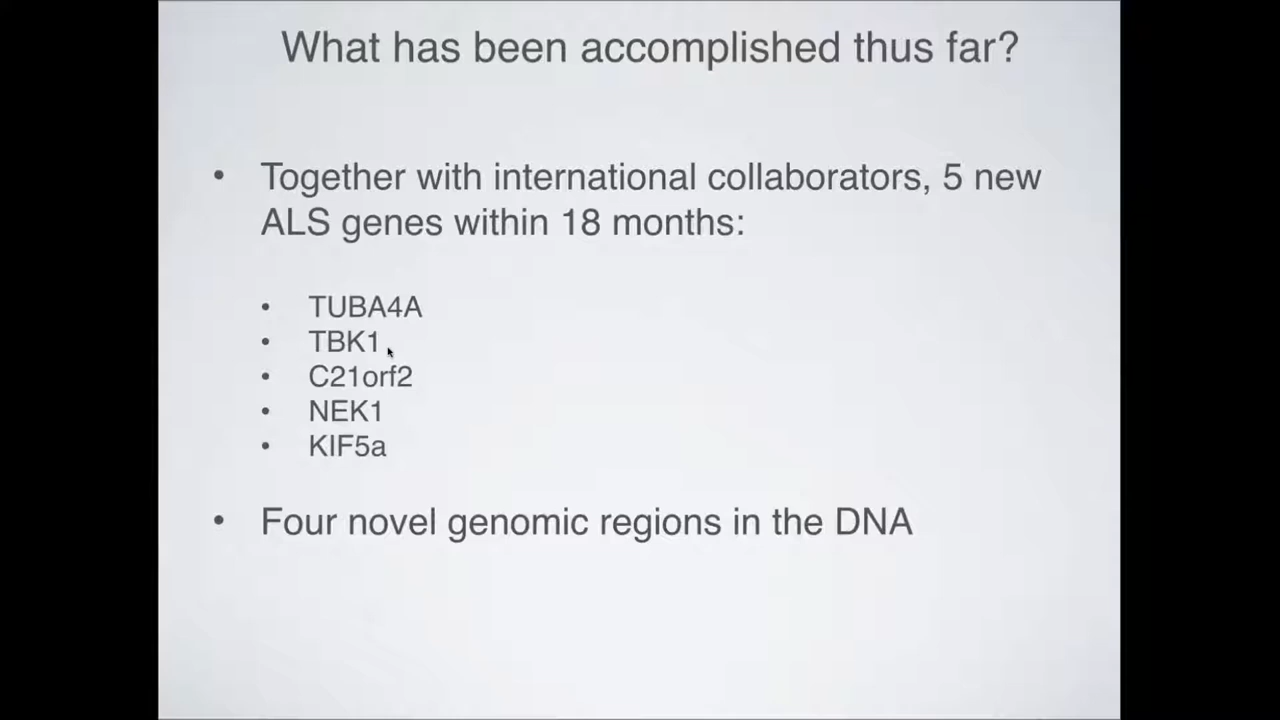 What has been accomplished thus far?
• Together with international collaborators, 5 new
ALS genes within 18 months:
• TUBA4A
• TBK1
• C21orf2
• NEK1
• KIF5a
• Four novel genomic regions in the DNA